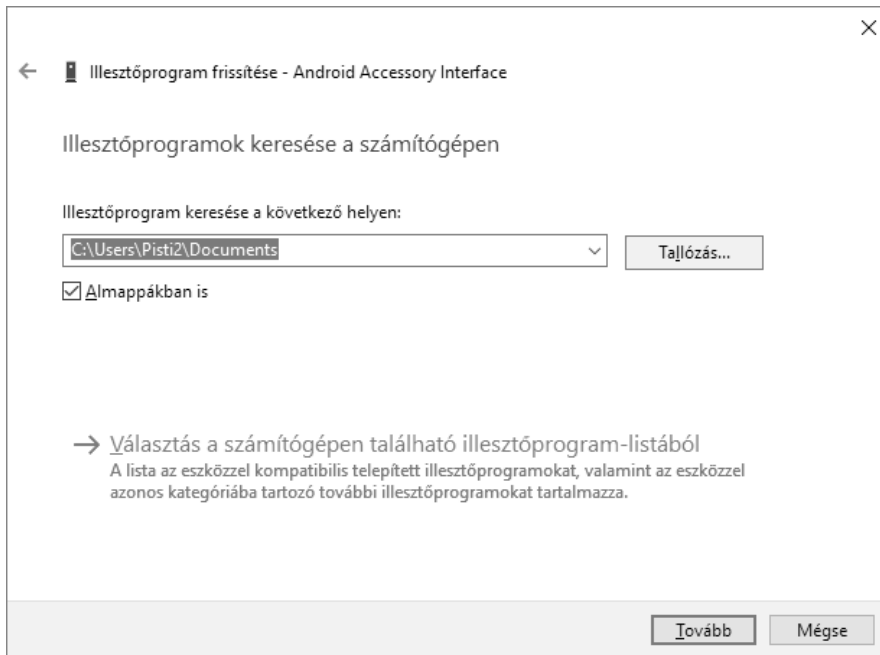 Illesztőprogram frissítése - Android Accessory Interface
Illesztőprogramok keresése a számítógépen
Illesztőprogram keresése a következő helyen:
C:\Users\Pisti2\Documents
Tallózás...
Almappákban is
Választás a számítógépen található illesztőprogram-listából
A lista az eszközzel kompatibilis telepített illesztőprogramokat, valamint az eszközzel
azonos kategóriába tartozó további illesztőprogramokat tartalmazza.
Tovább
Mégse